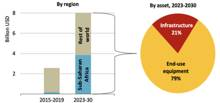 By region
By asset, 2023-2030
Billion USD
8
6
4
2
Rest of
world
Sub-Saharan
Africa
2015-2019
2023-30
Infrastructure
21%
End-use
equipment
79%